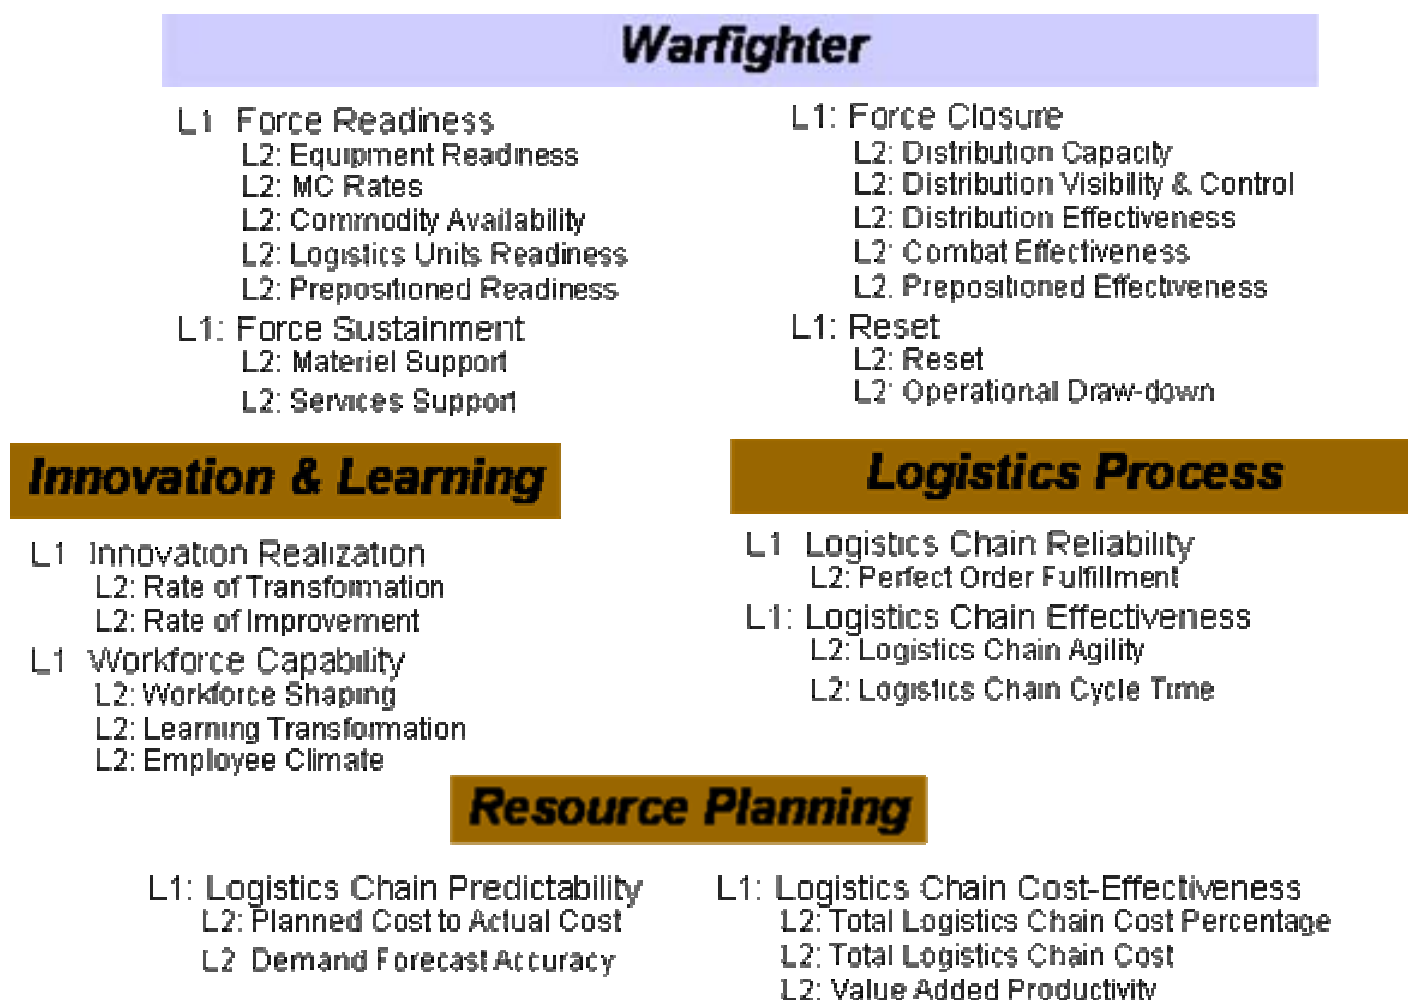 Warfighter
L1 Force Readiness
L2: Equipment Readiness
L2: MC Rates
L2: Commodity Availability
L2: Logistics Units Readiness
L2: Prepositioned Readiness
L1: Force Sustainment
L2: Materiel Support
L2: Services Support
L1: Force Closure
L2: Distribution Capacity
L2: Distribution Visibility & Control
L2: Distribution Effectiveness
L2: Combat Effectiveness
L2. Prepositioned Effectiveness
L1: Reset
L2: Reset
L2: Operational Draw-down
Innovation & Learning
L1 Innovation Realization
L2: Rate of Transformation
L2: Rate of Improvement
L1 Workforce Capability
L2: Workforce Shaping
L2: Learning Transformation
L2: Employee Climate
Logistics Process
L1 Logistics Chain Reliability
L2: Perfect Order Fulfillment
L1: Logistics Chain Effectiveness
L2: Logistics Chain Agility
L2: Logistics Chain Cycle Time
Resource Planning
L1: Logistics Chain Predictability
L2: Planned Cost to Actual Cost
L2 Demand Forecast Accuracy
L1: Logistics Chain Cost-Effectiveness
L2: Total Logistics Chain Cost Percentage
L2: Total Logistics Chain Cost
L2: Value Added Productivity